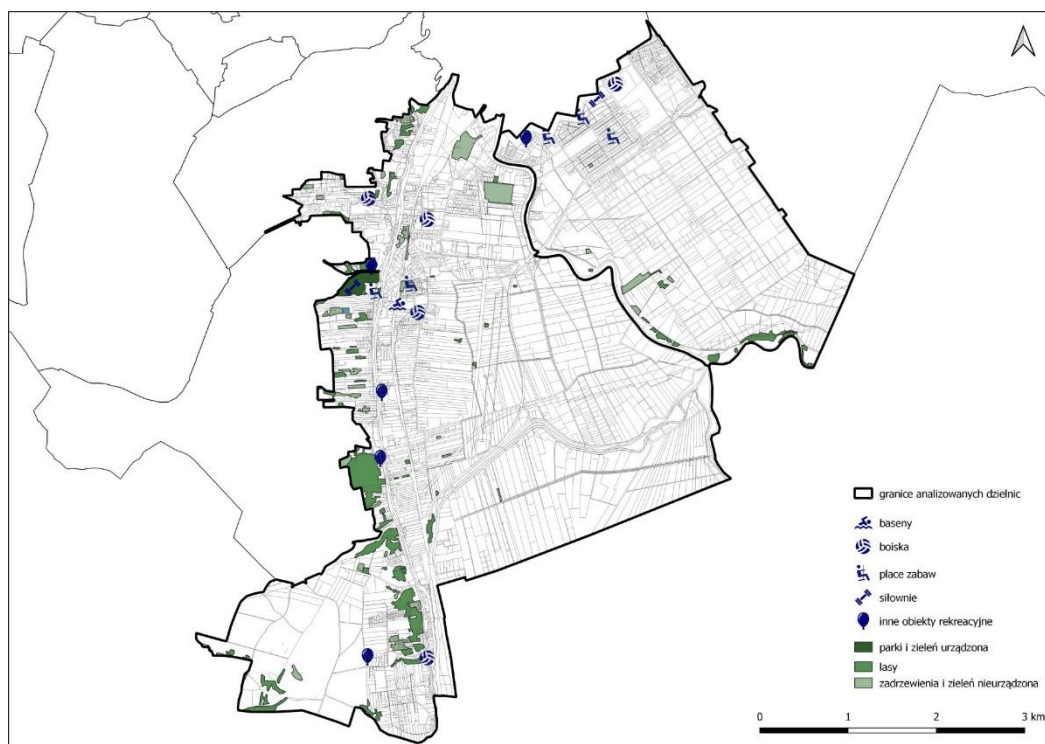 granice analizowanych dzielnic
baseny
boiska
place zabaw
siłownie
inne obiekty rekreacyjne
parki i zieleń urządzona
lasy
zadrzewienia i zieleń nieurządzona
0 1 2 3 km